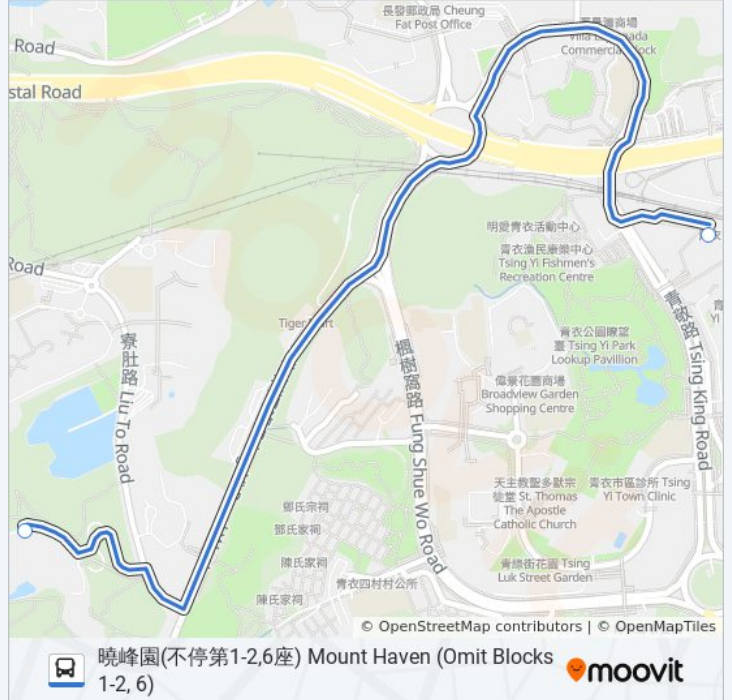 長發郵政局 Cheung
Fat Post Office
Commercial Block
Road
stal Road
明愛青衣活動中心
青衣漁民康樂中心
Tsing Yi Fishmen's
Recreation Centre
Road
Tiger
青
Yi
青衣公園瞭望
臺 Tsing Yi Park
Lookup Pavillion
寮肚路 Liu To Road
楓樹窩路 Fung Shue Wo Road
青敬路 Tsing King Road
偉景花園商場
Broadview Garden
Shopping Centre
天主教聖多默宗
徒堂 St. Thomas
The Apostle
Catholic Church
青衣市區診所 Tsing
Yi Town Clinic
鄧氏宗祠
鄧氏家祠
陳氏家祠
陳氏家祠
青衣四村村公所
青綠街花園 Tsing
Luk Street Garden
© OpenStreetMap contributors | © OpenMapTiles
曉峰園(不停第1-2,6座) Mount Haven (Omit Blocks
1-2, 6)
moovit